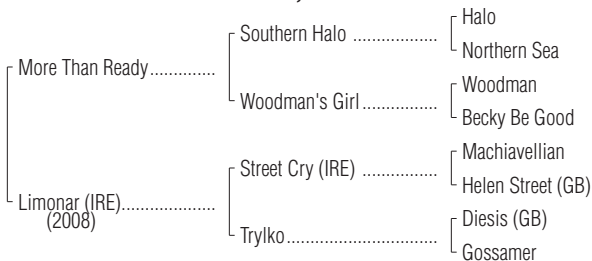 Halo
Southern Halo ..................
Northern Sea
More Than Ready..............
Woodman
Woodman's Girl................
Becky Be Good
Machiavellian
Street Cry (IRE) ................
Helen Street (GB)
Limonar (IRE)....................
(2008)
Diesis (GB)
Trylko................................
Gossamer